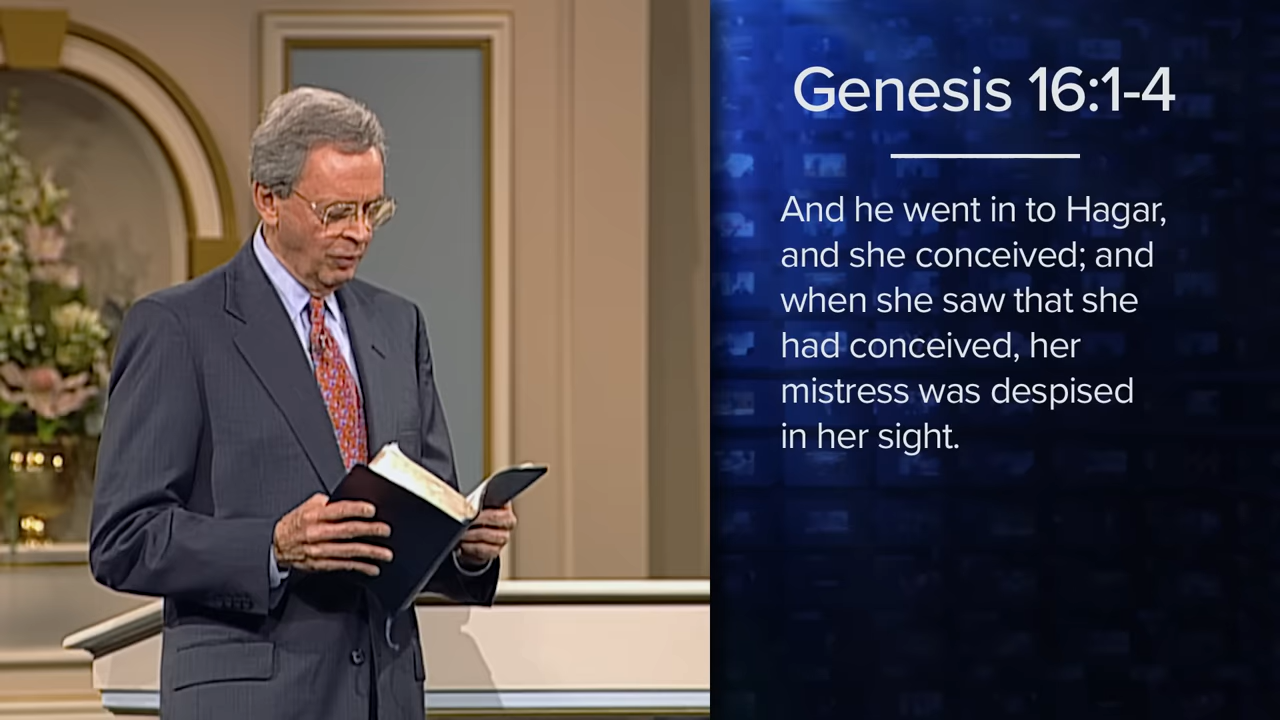 Genesis 16:1-4
And he went in to Hagar,
and she conceived; and
when she saw that she
had conceived, her
mistress was despised
in her sight.